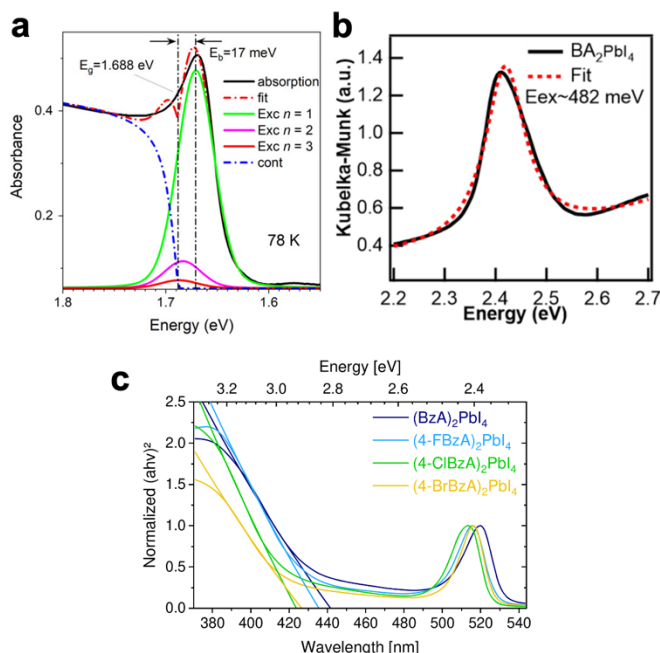 a
E_g=1.688 eV
E_b=17 meV
absorption
fit
Exc n = 1
Exc n = 2
Exc n = 3
cont
78 K
0.4
0.2
Absorbance
1.8 1.7 1.6
Energy (eV)
b
BA₂PbI₄
Fit
Eex~482 meV
1.4
1.2
1.0
0.8
0.6
0.4
Kubelka-Munk (a.u.)
2.2 2.3 2.4 2.5 2.6 2.7
Energy (eV)
c
Energy [eV]
3.2 3 2.8 2.6 2.4
(BzA)₂PbI₄
(4-FBzA)₂PbI₄
(4-ClBzA)₂PbI₄
(4-BrBzA)₂PbI₄
2.5
2.0
1.5
1.0
0.5
0.0
Normalized (ahv)²
380 400 420 440 460 480 500 520 540
Wavelength [nm]